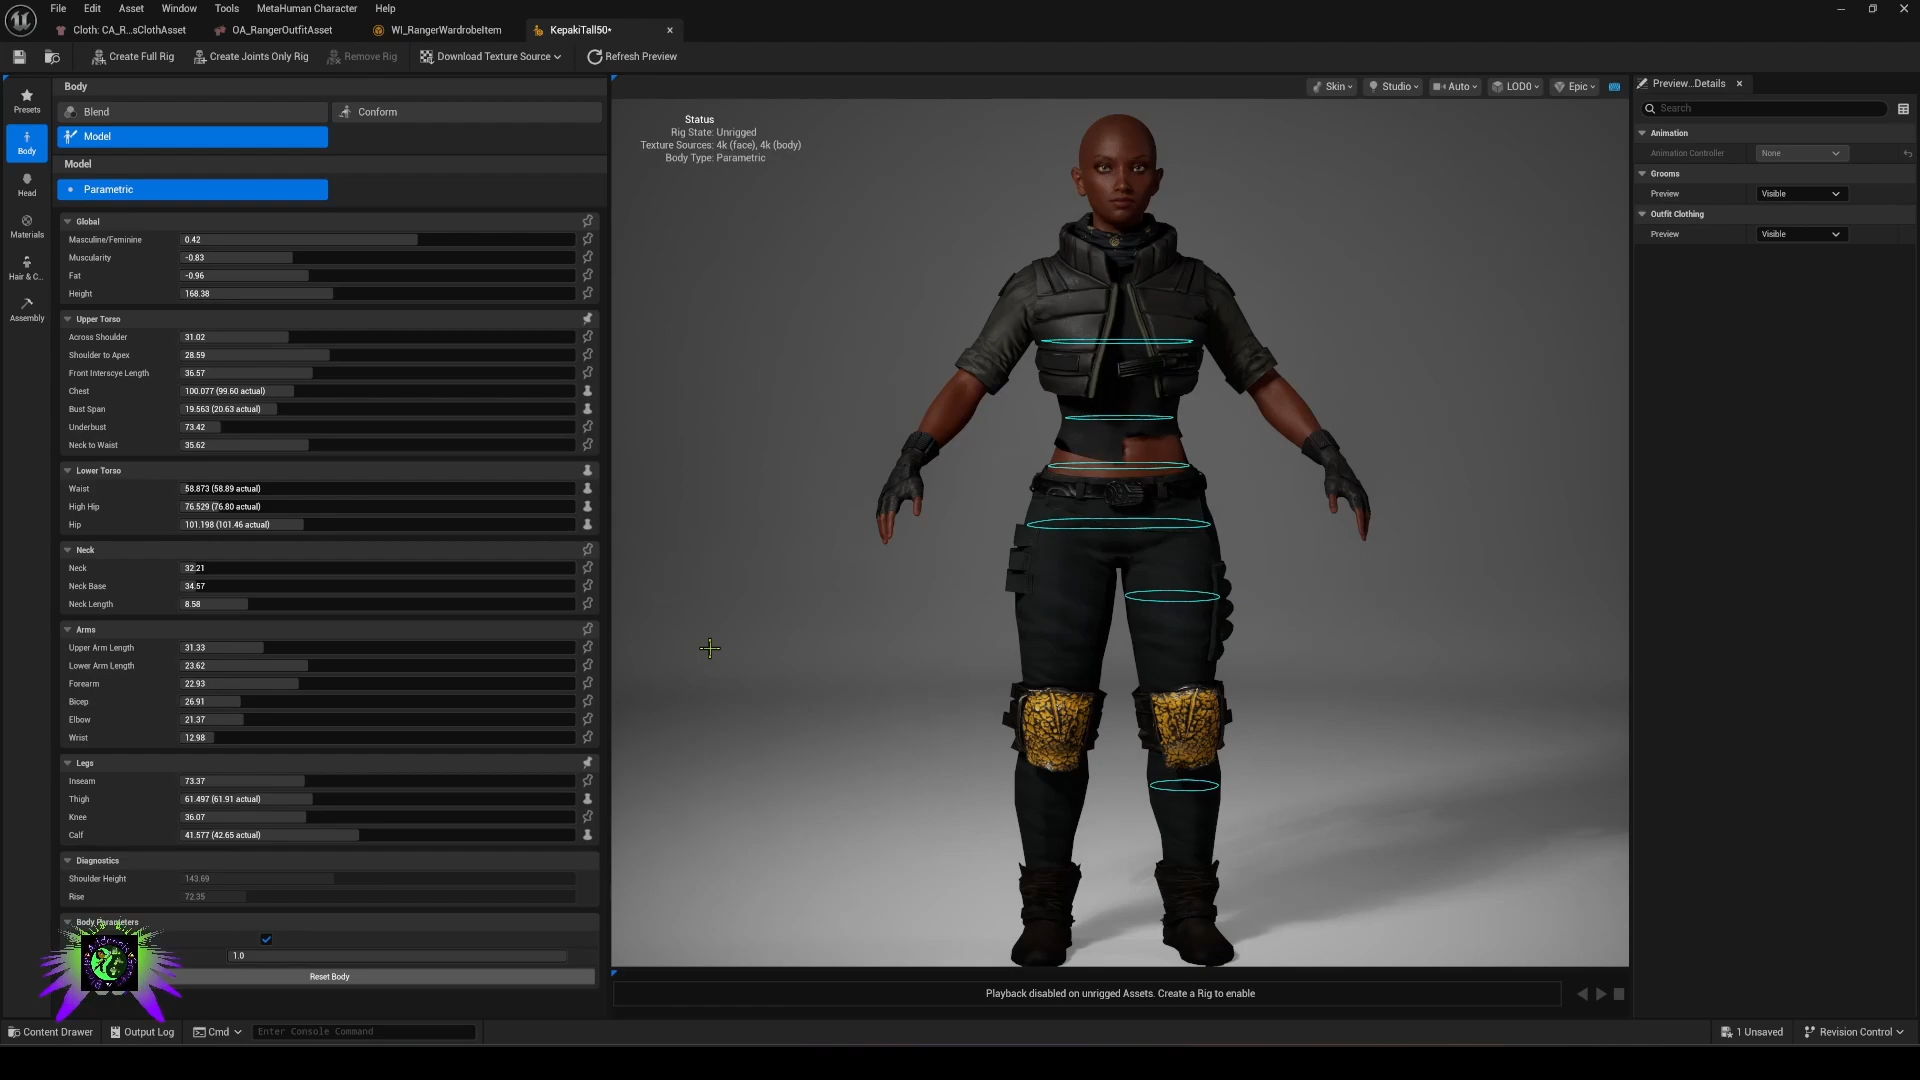 File Edit Asset Window Tools MetaHuman Character Help
Cloth: CA_R...sClothAsset OA_RangerOutfitAsset WI_RangerWardrobeItem KepakiTall50*
Create Full Rig Create Joints Only Rig Remove Rig Download Texture Source Refresh Preview
Presets
Body
Head
Materials
Hair & C...
Assembly
Body
Blend Conform
Model
Model
Parametric
Global
Masculine/Feminine 0.42
Muscularity -0.83
Fat -0.96
Height 168.38
Upper Torso
Across Shoulder 31.02
Shoulder to Apex 28.59
Front Interscye Length 36.57
Chest 100.077 (99.60 actual)
Bust Span 19.563 (20.63 actual)
Underbust 73.42
Neck to Waist 35.62
Lower Torso
Waist 58.873 (58.89 actual)
High Hip 76.529 (76.80 actual)
Hip 101.198 (101.46 actual)
Neck
Neck 32.21
Neck Base 34.57
Neck Length 8.58
Arms
Upper Arm Length 31.33
Lower Arm Length 23.62
Forearm 22.93
Bicep 26.91
Elbow 21.37
Wrist 12.98
Legs
Inseam 73.37
Thigh 61.497 (61.91 actual)
Knee 36.07
Calf 41.577 (42.65 actual)
Diagnostics
Shoulder Height 143.69
Rise 72.35
Body Parameters
1.0
Reset Body
Skin Studio Auto LOD0 Epic
Status
Rig State: Unrigged
Texture Sources: 4k (face), 4k (body)
Body Type: Parametric
Playback disabled on unrigged Assets. Create a Rig to enable
Preview...Details
Search
Animation
Animation Controller None
Grooms
Preview Visible
Outfit Clothing
Preview Visible
Content Drawer Output Log Cmd Enter Console Command 1 Unsaved Revision Control